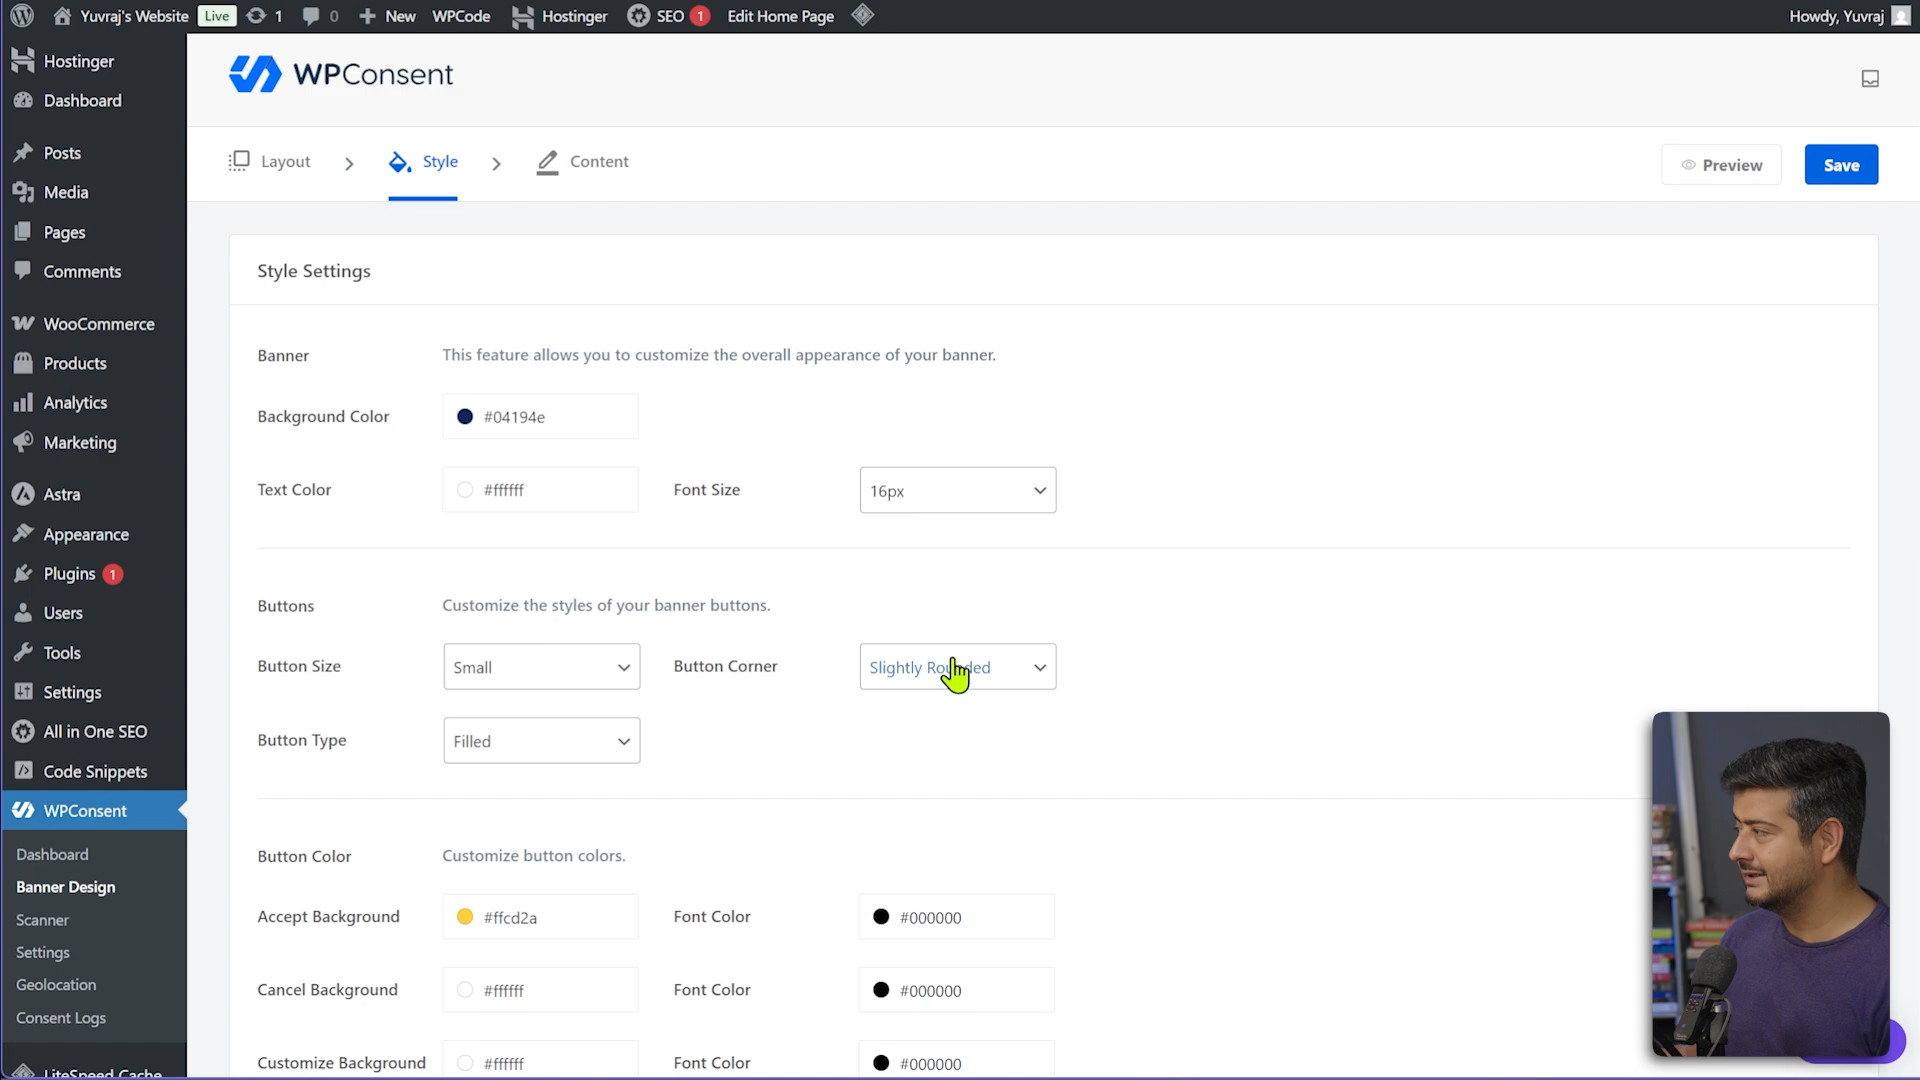 Yuvraj's Website Live 1 0 New WPCode Hostinger SEO 1 Edit Home Page Howdy, Yuvraj
Hostinger
Dashboard
Posts
Media
Pages
Comments
WooCommerce
Products
Analytics
Marketing
Astra
Appearance
Plugins 1
Users
Tools
Settings
All in One SEO
Code Snippets
WPConsent
Dashboard
Banner Design
Scanner
Settings
Geolocation
Consent Logs
LiteSpeed Cache
WPConsent
Layout Style Content Preview Save
Style Settings
Banner This feature allows you to customize the overall appearance of your banner.
Background Color #04194e
Text Color #ffffff Font Size 16px
Buttons Customize the styles of your banner buttons.
Button Size Small Button Corner Slightly Rounded
Button Type Filled
Button Color Customize button colors.
Accept Background #ffcd2a Font Color #000000
Cancel Background #ffffff Font Color #000000
Customize Background #ffffff Font Color #000000